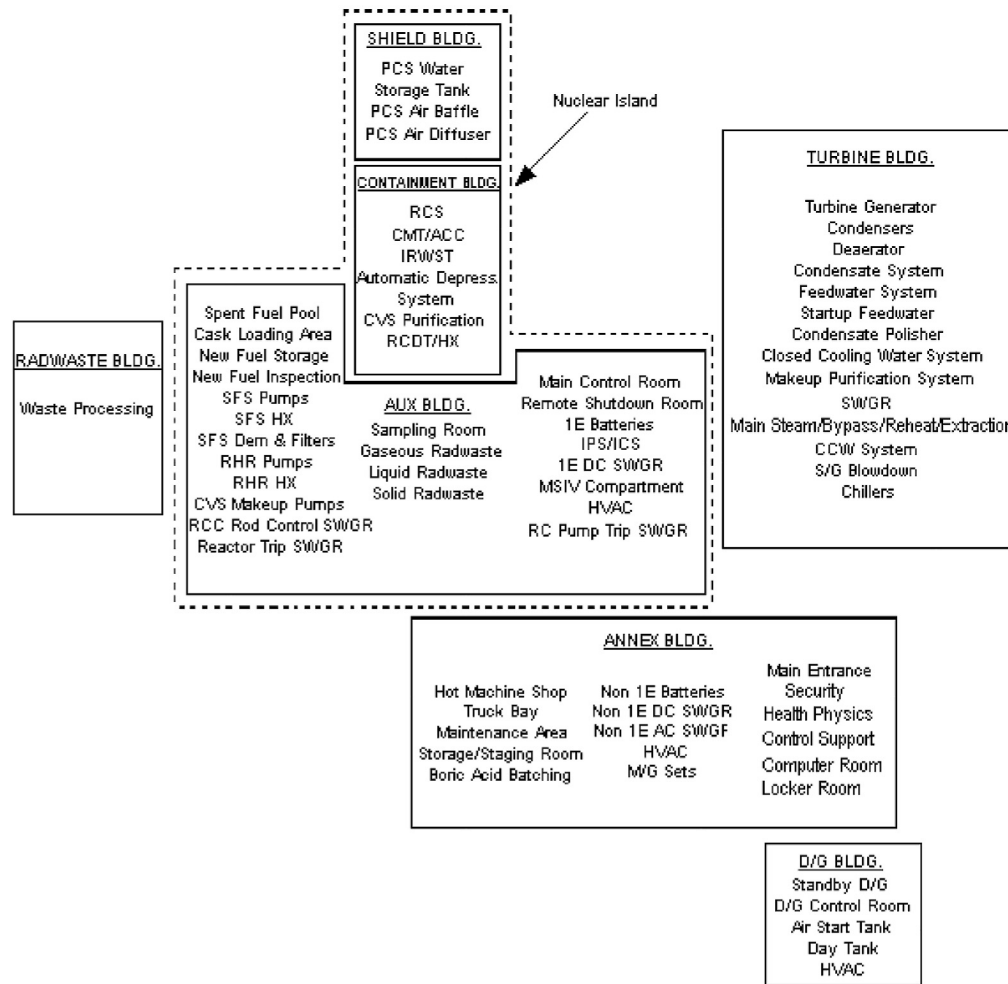 SHIELD BLDG.
PCS Water
Storage Tank
PCS Air Baffle
PCS Air Diffuser
Nuclear Island
CONTAINMENT BLDG.
RCS
CMT/ACC
IRWST
Automatic Depress.
System
CVS Purification
RCDT/HX
TURBINE BLDG.
Turbine Generator
Condensers
Deaerator
Condensate System
Feedwater System
Startup Feedwater
Condensate Polisher
Closed Cooling Water System
Makeup Purification System
SWGR
Main Steam/Bypass/Reheat/Extraction
CCW System
S/G Blowdown
Chillers
RADWASTE BLDG.
Waste Processing
Spent Fuel Pool
Cask Loading Area
New Fuel Storage
New Fuel Inspection
SFS Pumps
SFS HX
SFS Dem & Filters
RHR Pumps
RHR HX
CVS Makeup Pumps
RCC Rod Control SWGR
Reactor Trip SWGR
AUX BLDG.
Sampling Room
Gaseous Radwaste
Liquid Radwaste
Solid Radwaste
Main Control Room
Remote Shutdown Room
1E Batteries
IPS/ICS
1E DC SWGR
MSIV Compartment
HVAC
RC Pump Trip SWGR
ANNEX BLDG.
Hot Machine Shop
Truck Bay
Maintenance Area
Storage/Staging Room
Boric Acid Batching
Non 1E Batteries
Non 1E DC SWGR
Non 1E AC SWGF
HVAC
M/G Sets
Main Entrance
Security
Health Physics
Control Support
Computer Room
Locker Room
D/G BLDG.
Standby D/G
D/G Control Room
Air Start Tank
Day Tank
HVAC